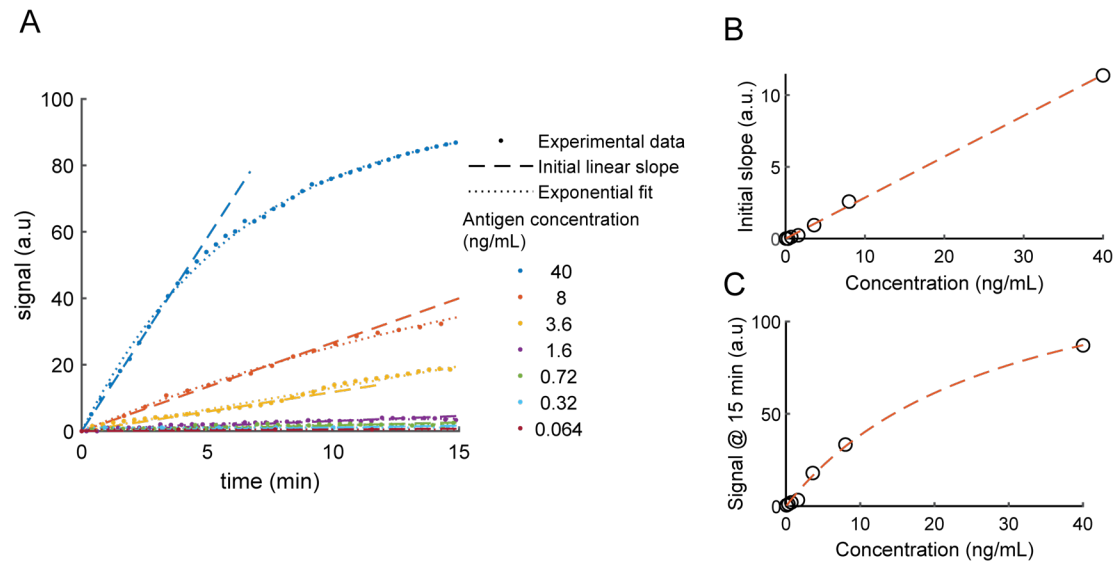 A
100
80
60
40
20
0
signal (a.u)
0
5
10
15
time (min)
Experimental data
Initial linear slope
Exponential fit
Antigen concentration
(ng/mL)
40
8
3.6
1.6
0.72
0.32
0.064
B
10
5
0
Initial slope (a.u.)
0
10
20
30
40
Concentration (ng/mL)
C
100
50
0
Signal @ 15 min (a.u)
0
10
20
30
40
Concentration (ng/mL)